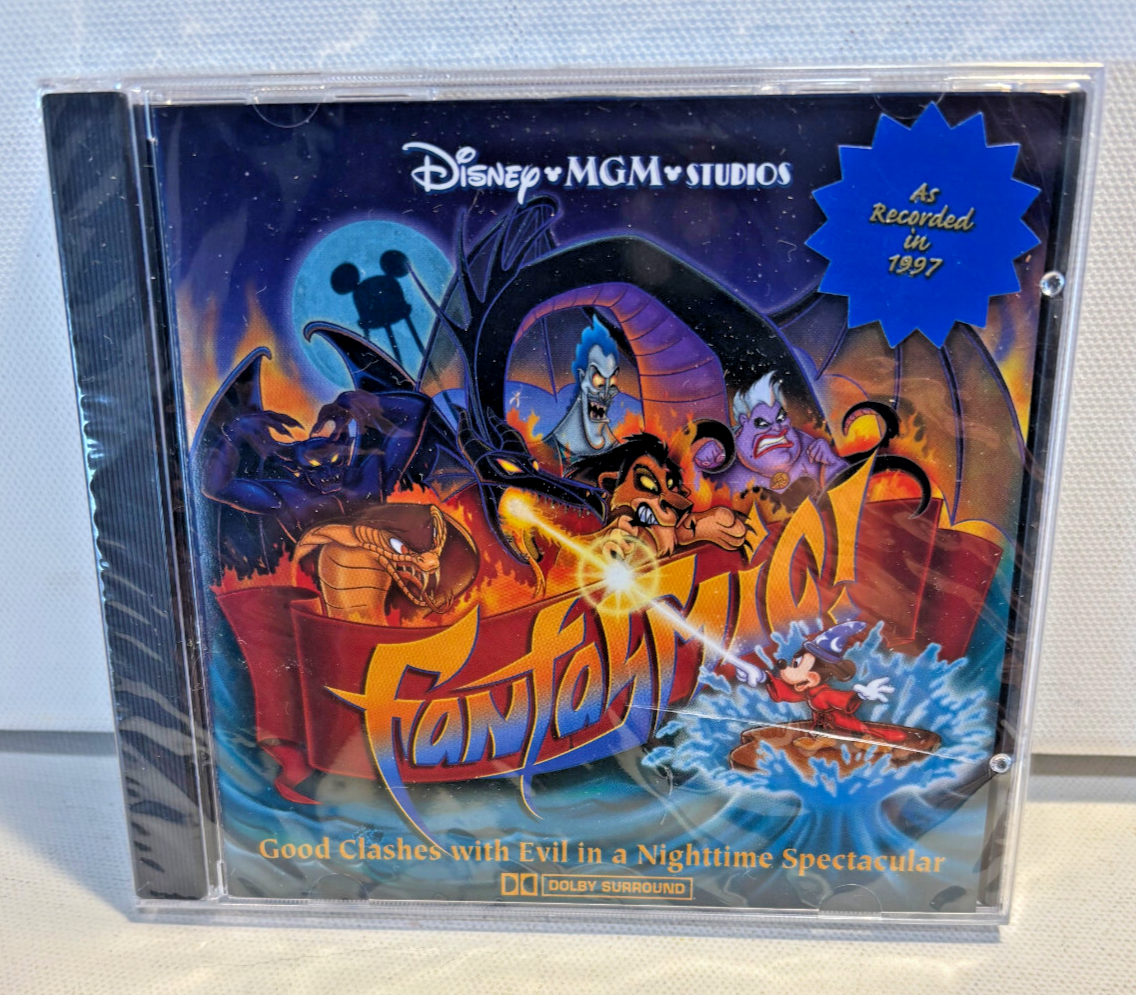 Disney MGM STUDIOS
As
Recorded
in
1997
FANTASMIC!
Good Clashes with Evil in a Nighttime Spectacular
DOLBY SURROUND